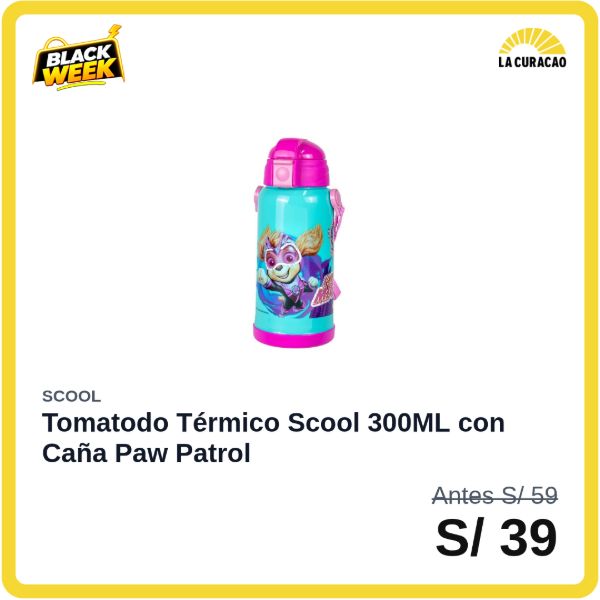 BLACK
WEEK
LA CURACAO
SCOOL
Tomatodo Térmico Scool 300ML con
Caña Paw Patrol
Antes S/ 59
S/ 39